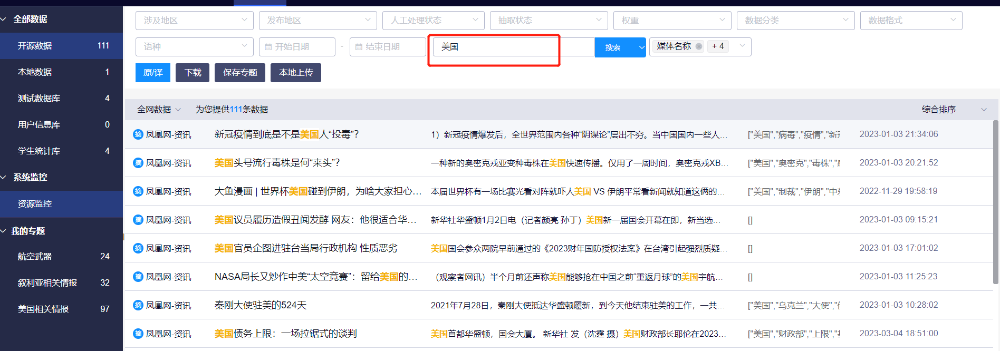 全部数据
开源数据 111
本地数据 1
测试数据库 4
用户信息库 0
学生统计库 4
系统监控
资源监控
我的专题
航空武器 24
叙利亚相关情报 32
美国相关情报 97
涉及地区 发布地区 人工处理状态 抽取状态 权重 数据分类 数据格式
语种 开始日期 - 结束日期 美国 搜索 媒体名称 + 4
原/译 下载 保存专题 本地上传
全网数据 为您提供111条数据 综合排序
摘 凤凰网-资讯 新冠疫情到底是不是美国人“投毒”？ 1）新冠疫情爆发后，全世界范围内各种“阴谋论”层出不穷。当中国国内一些人... ["美国","病毒","疫情","新冠 2023-01-03 21:34:06
摘 凤凰网-资讯 美国头号流行毒株是何“来头”？ 一种新的奥密克戎亚变种毒株在美国快速传播。仅用了一周时间，奥密克戎XB... ["美国","奥密克","毒株"," 2023-01-03 20:21:52
摘 凤凰网-资讯 大鱼漫画 | 世界杯美国碰到伊朗，为啥大家担心... 本届世界杯有一场比赛光看对阵就吓人美国 VS 伊朗平常看新闻就知道这俩的... ["美国","制裁","伊朗","中东 2022-11-29 19:58:19
摘 凤凰网-资讯 美国议员履历造假丑闻发酵 网友：他很适合华... 新华社华盛顿1月2日电（记者颜亮 孙丁）美国新一届国会开幕在即，新当选... [] 2023-01-03 09:15:21
摘 凤凰网-资讯 美国官员企图进驻台当局行政机构 性质恶劣 美国国会参众两院早前通过的《2023财年国防授权法案》在台湾引起强烈质疑... [] 2023-01-03 17:01:02
摘 凤凰网-资讯 NASA局长又炒作中美“太空竞赛”：留给美国的... （观察者网讯）半个月前还声称美国能够抢在中国之前“重返月球”的美国宇航... [] 2023-01-03 11:25:23
摘 凤凰网-资讯 秦刚大使驻美的524天 2021年7月28日，秦刚大使抵达华盛顿履新，到今天他结束驻美的工作，一共... ["美国","乌克兰","大使"," 2023-01-03 10:28:02
摘 凤凰网-资讯 美国债务上限：一场拉锯式的谈判 美国首都华盛顿，国会大厦。 新华社 发（沈霆 摄）美国财政部长耶伦在2023... ["美国","财政部","上限"," 2023-03-04 18:51:00